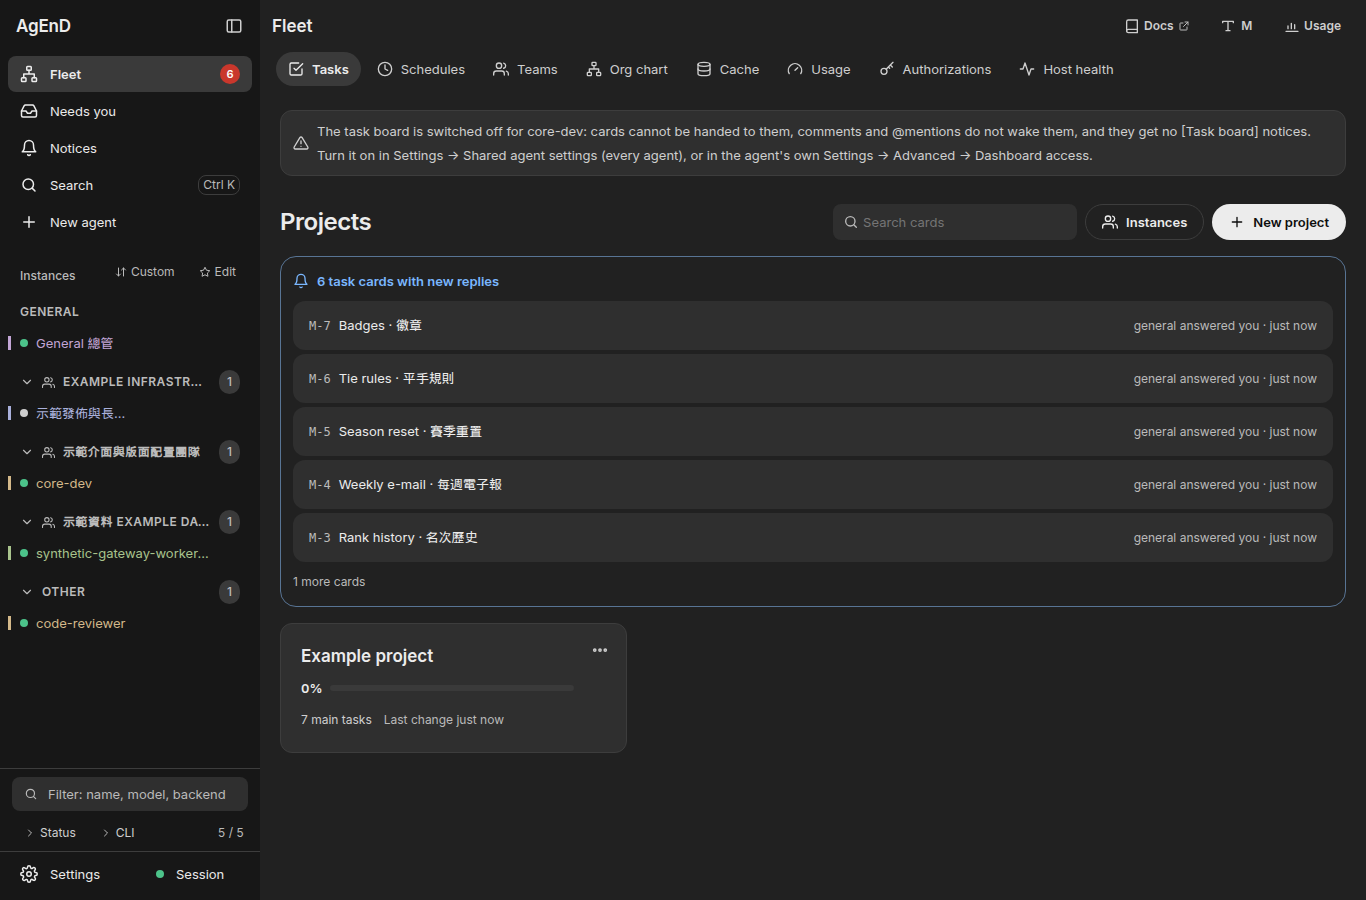 AgEnD
Fleet 6
Needs you
Notices
Search Ctrl K
New agent
Instances Custom Edit
GENERAL
General 總管
EXAMPLE INFRASTR... 1
示範發佈與長...
示範介面與版面配置團隊 1
core-dev
示範資料 EXAMPLE DA... 1
synthetic-gateway-worker...
OTHER 1
code-reviewer
Filter: name, model, backend
Status CLI 5 / 5
Settings Session
Fleet Docs M Usage
Tasks Schedules Teams Org chart Cache Usage Authorizations Host health
The task board is switched off for core-dev: cards cannot be handed to them, comments and @mentions do not wake them, and they get no [Task board] notices.
Turn it on in Settings → Shared agent settings (every agent), or in the agent's own Settings → Advanced → Dashboard access.
Projects Search cards Instances New project
6 task cards with new replies
M-7 Badges · 徽章 general answered you · just now
M-6 Tie rules · 平手規則 general answered you · just now
M-5 Season reset · 賽季重置 general answered you · just now
M-4 Weekly e-mail · 每週電子報 general answered you · just now
M-3 Rank history · 名次歷史 general answered you · just now
1 more cards
Example project
0%
7 main tasks Last change just now